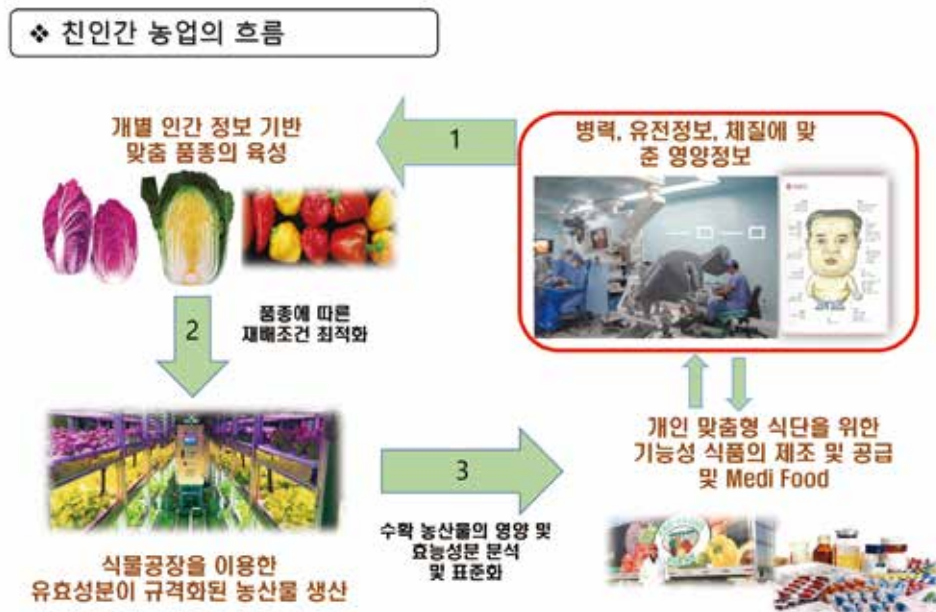 ❖ 친인간 농업의 흐름
개별 인간 정보 기반
맞춤 품종의 육성
1
병력, 유전정보, 체질에 맞
춘 영양정보
2
품종에 따른
재배조건 최적화
3
수확 농산물의 영양 및
효능성분 분석
및 표준화
개인 맞춤형 식단을 위한
기능성 식품의 제조 및 공급
및 Medi Food
식물공장을 이용한
유효성분이 규격화된 농산물 생산